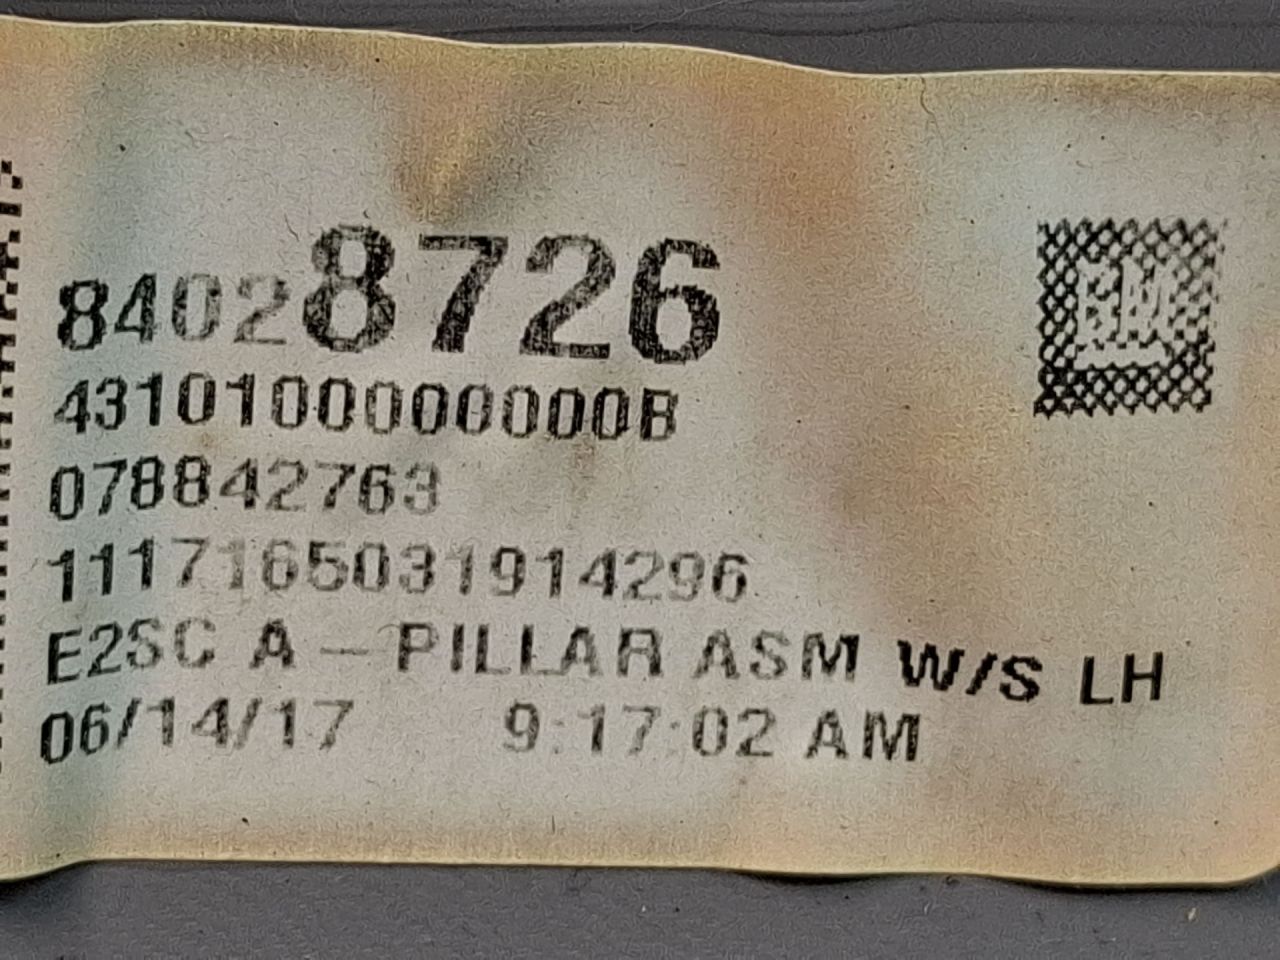 84028726
4310100000000B
078842763
1117165031914296
E2SC A - PILLAR ASM W/S LH
06/14/17 9:17:02 AM